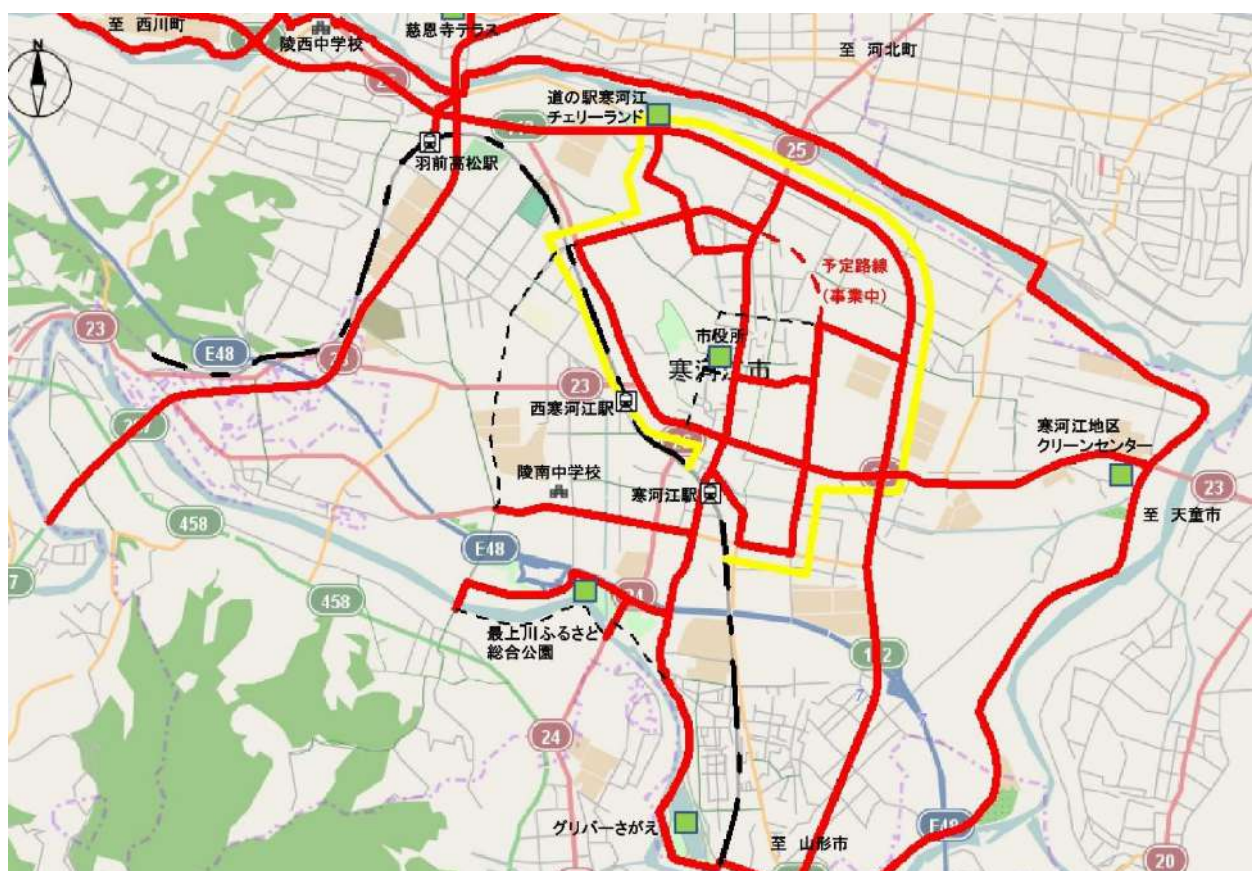 至 西川町
陵西中学校
慈恩寺テラス
至 河北町
N
道の駅寒河江
チェリーランド
25
羽前高松駅
予定路線
(事業中)
23
E48
市役所
寒河江市
23
西寒河江駅
寒河江地区
クリーンセンター
陵南中学校
寒河江駅
23
至 天童市
458
E48
458
24
最上川ふるさと
総合公園
24
グリバーさがえ
至 山形市
E48
20